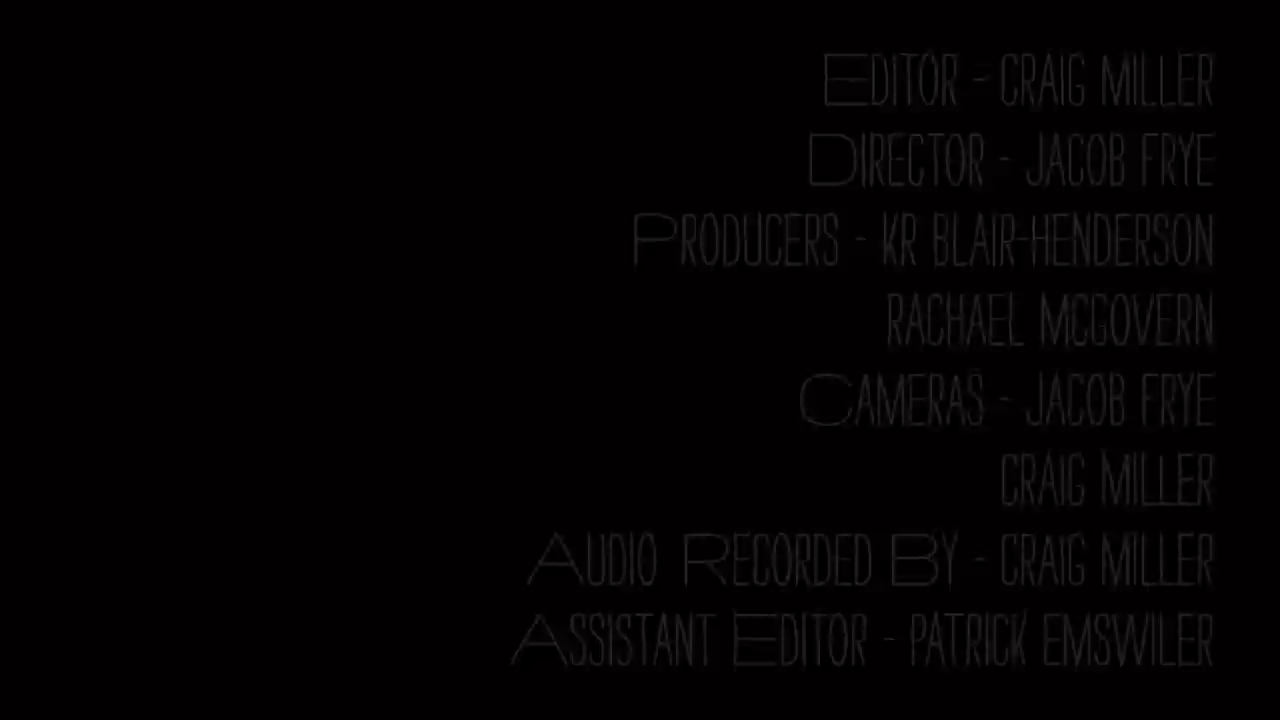 EDITOR - CRAIG MILLER
DIRECTOR - JACOB FRYE
PRODUCERS - KR BLAIR-HENDERSON
RACHAEL MCGOVERN
CAMERAS - JACOB FRYE
CRAIG MILLER
AUDIO RECORDED BY - CRAIG MILLER
ASSISTANT EDITOR - PATRICK EMSWILER